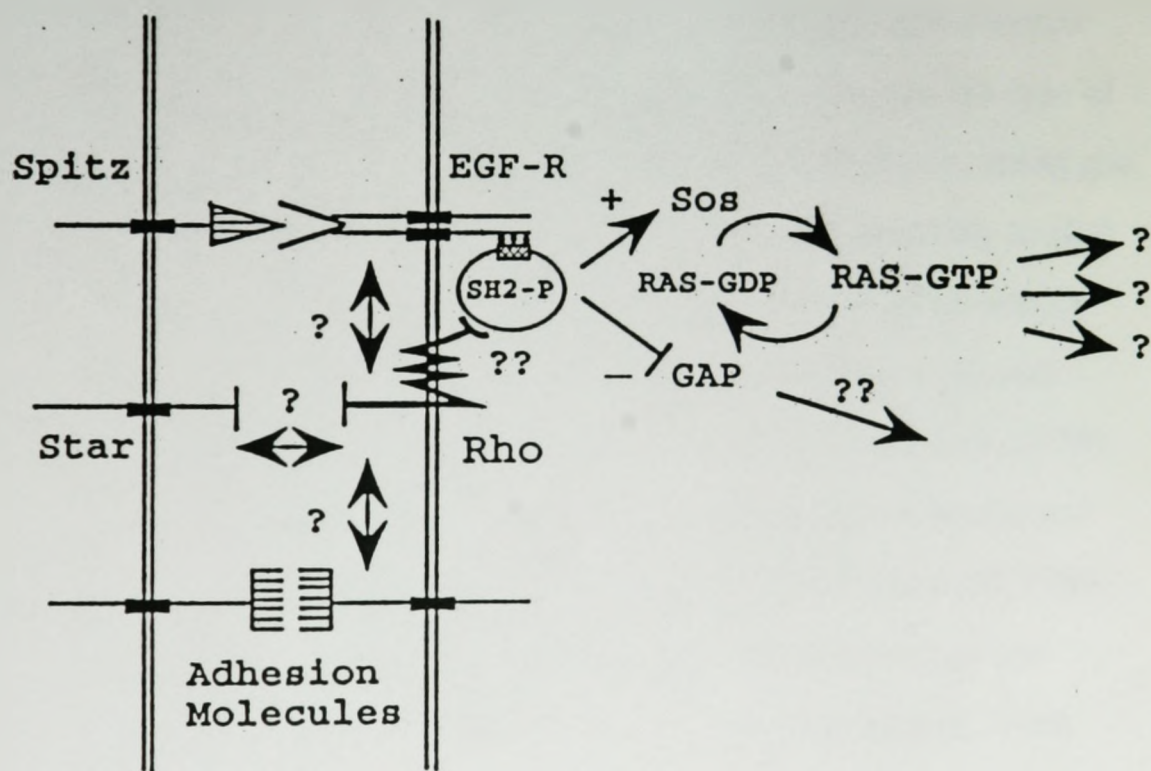 Spitz
EGF-R
+
Sos
SH2-P
RAS-GDP
RAS-GTP
?
?
?
?
??
−
GAP
??
?
Star
Rho
?
Adhesion
Molecules